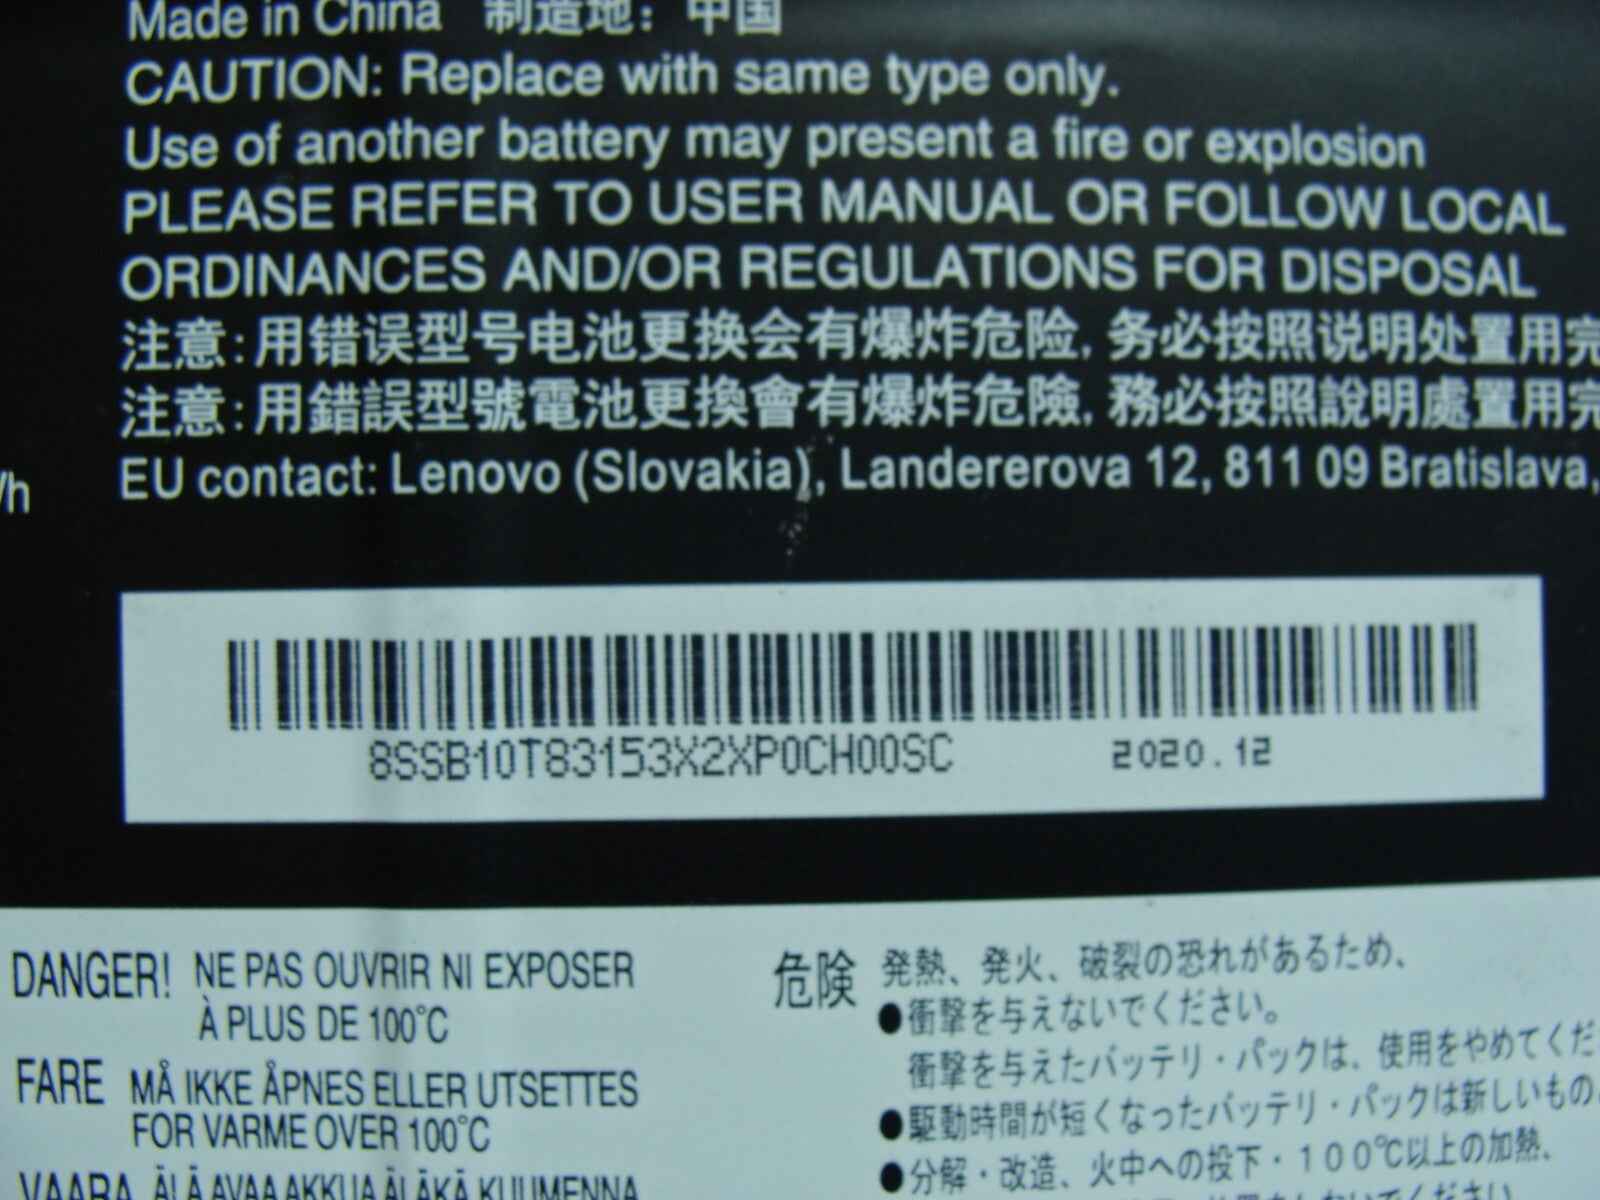 Made in China 制造地：中国
CAUTION: Replace with same type only.
Use of another battery may present a fire or explosion
PLEASE REFER TO USER MANUAL OR FOLLOW LOCAL
ORDINANCES AND/OR REGULATIONS FOR DISPOSAL
注意:用错误型号电池更换会有爆炸危险,务必按照说明处置用完
注意:用錯誤型號電池更換會有爆炸危險,務必按照說明處置用完
/h
EU contact: Lenovo (Slovakia), Landererova 12, 811 09 Bratislava,
8SSB10T83153X2XP0CH00SC 2020.12
DANGER! NE PAS OUVRIR NI EXPOSER
À PLUS DE 100°C
FARE MÅ IKKE ÅPNES ELLER UTSETTES
FOR VARME OVER 100°C
VAARA ÄLÄ AVAA AKKUA ÄLÄKÄ KUUMENNA
危険 発熱、発火、破裂の恐れがあるため、
●衝撃を与えないでください。
衝撃を与えたバッテリ・パックは、使用をやめてくだ
●駆動時間が短くなったバッテリ・パックは新しいもの
●分解・改造、火中への投下・100℃以上の加熱、